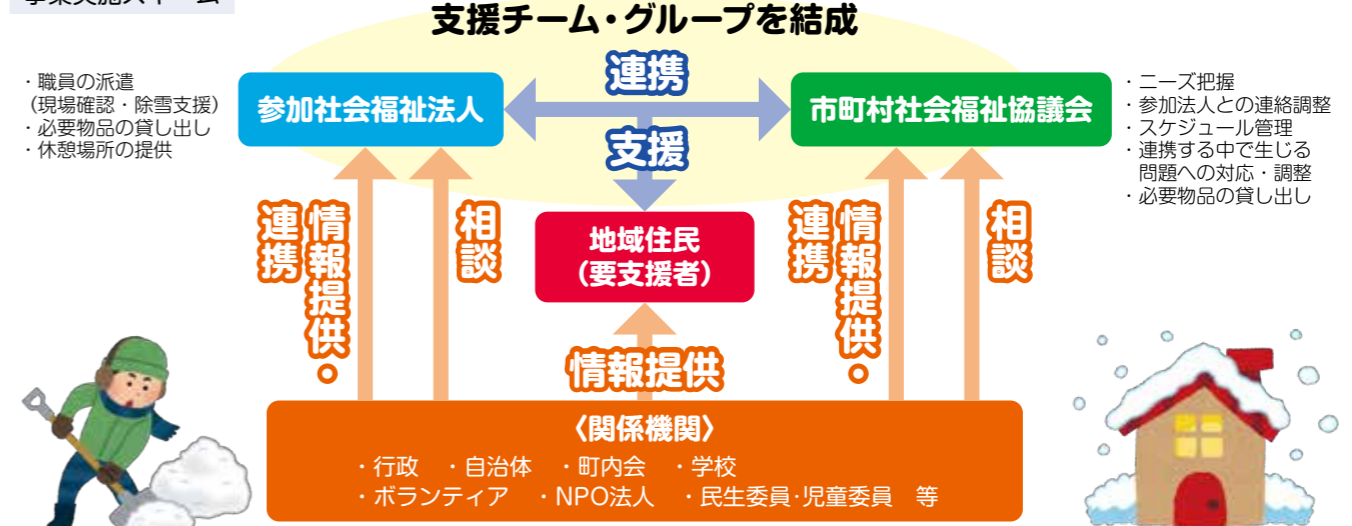 事業実施スキーム
支援チーム・グループを結成
・職員の派遣
（現場確認・除雪支援）
・必要物品の貸し出し
・休憩場所の提供
参加社会福祉法人
連携
支援
市町村社会福祉協議会
・ニーズ把握
・参加法人との連絡調整
・スケジュール管理
・連携する中で生じる
問題への対応・調整
・必要物品の貸し出し
地域住民
（要支援者）
情報提供・
連携
相談
情報提供
情報提供・
連携
相談
〈関係機関〉
・行政　・自治体　・町内会　・学校
・ボランティア　・NPO法人　・民生委員・児童委員　等